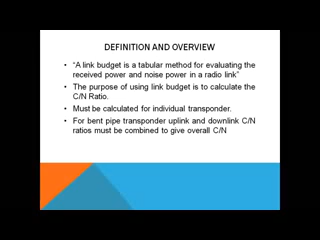 DEFINITION AND OVERVIEW
• "A link budget is a tabular method for evaluating the
received power and noise power in a radio link"
• The purpose of using link budget is to calculate the
C/N Ratio.
• Must be calculated for individual transponder.
• For bent pipe transponder uplink and downlink C/N
ratios must be combined to give overall C/N